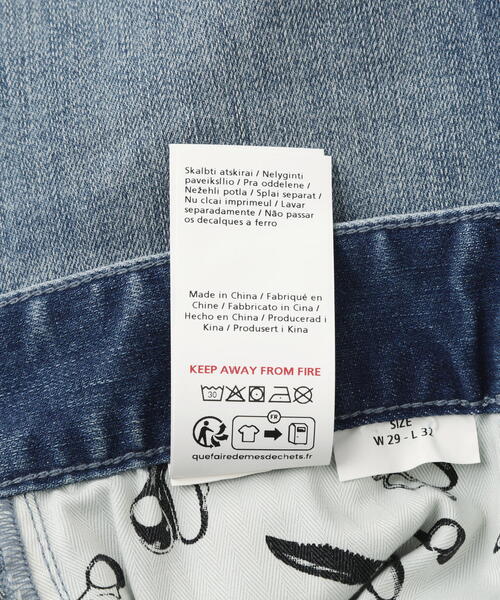 Skalbti atskirai / Nelyginti
paveiksllio / Pra oddelene /
Nežehli potla / Splai separat /
Nu clcai imprimeul / Lavar
separadamente / Não passar
os decalques a ferro
Made in China / Fabriqué en
Chine / Fabbricato in Cina /
Hecho en China / Producerad i
Kina / Produsert i Kina
KEEP AWAY FROM FIRE
30
FR
quefairedemesdechets.fr
SIZE
W 29 - L 32